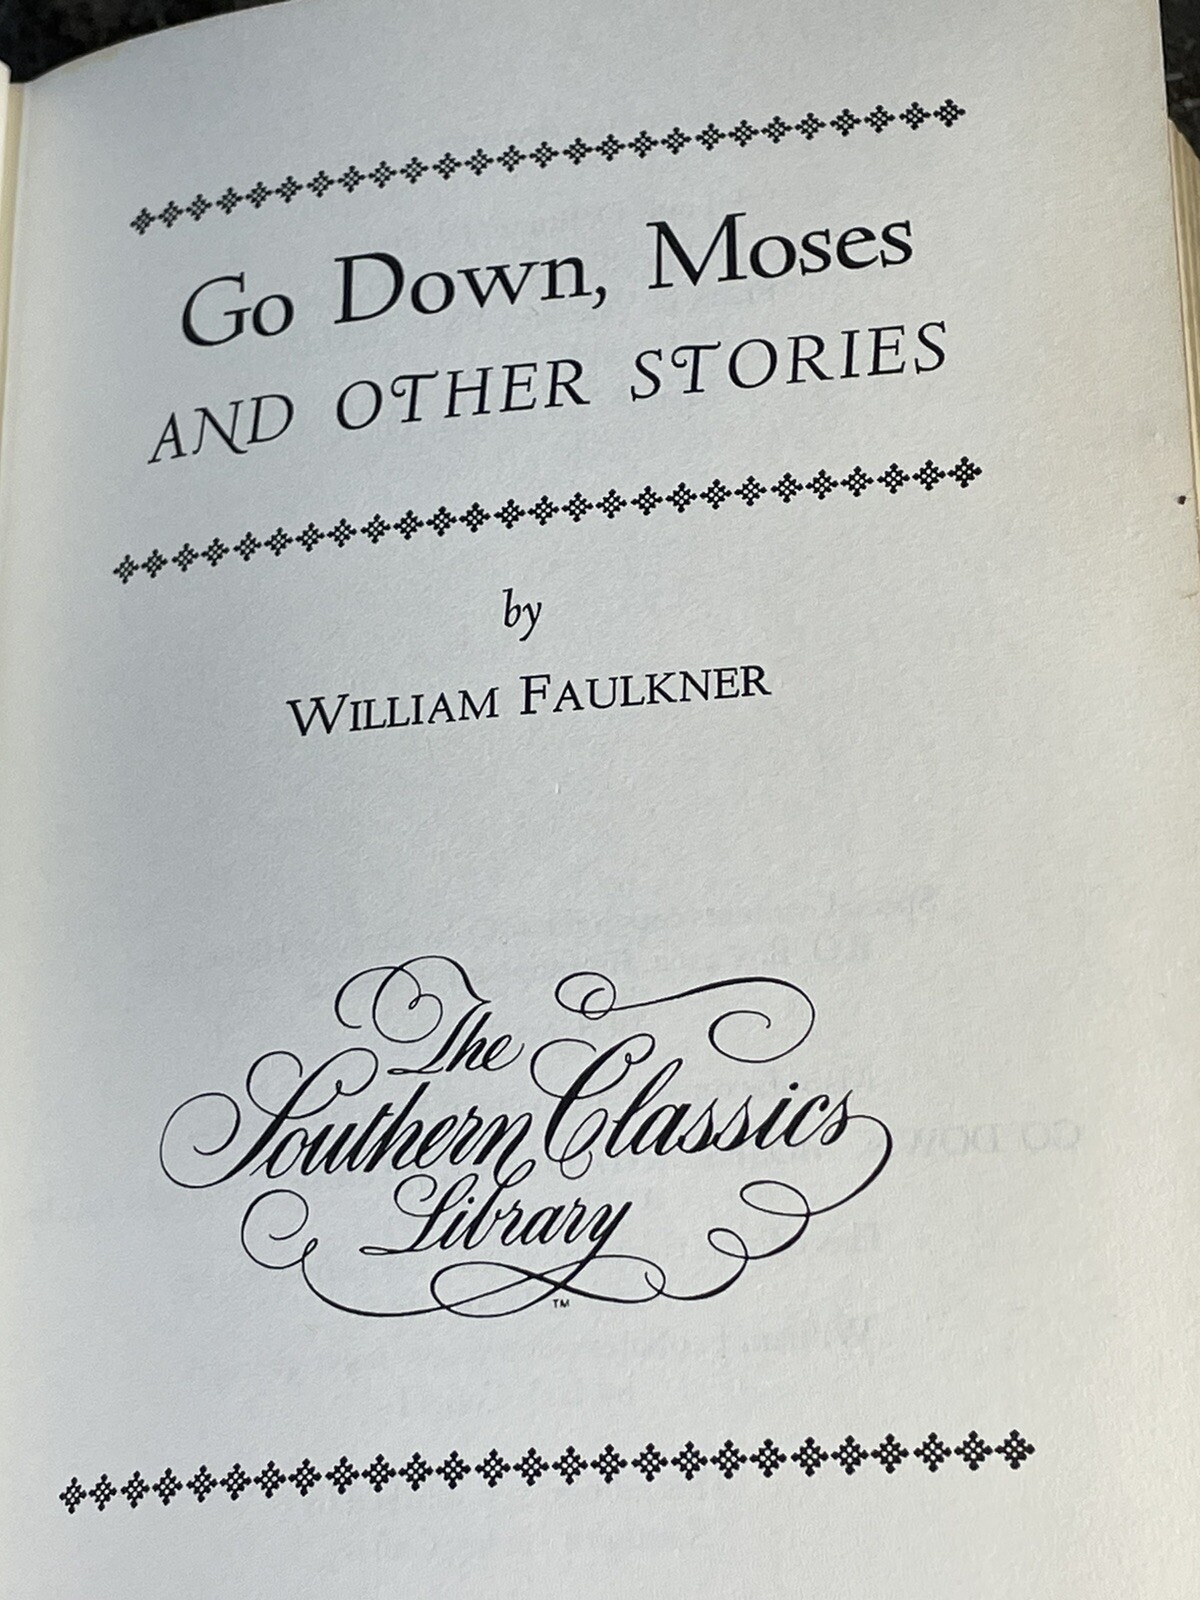 Go Down, Moses
AND OTHER STORIES
by
WILLIAM FAULKNER
The
Southern Classics
Library
TM